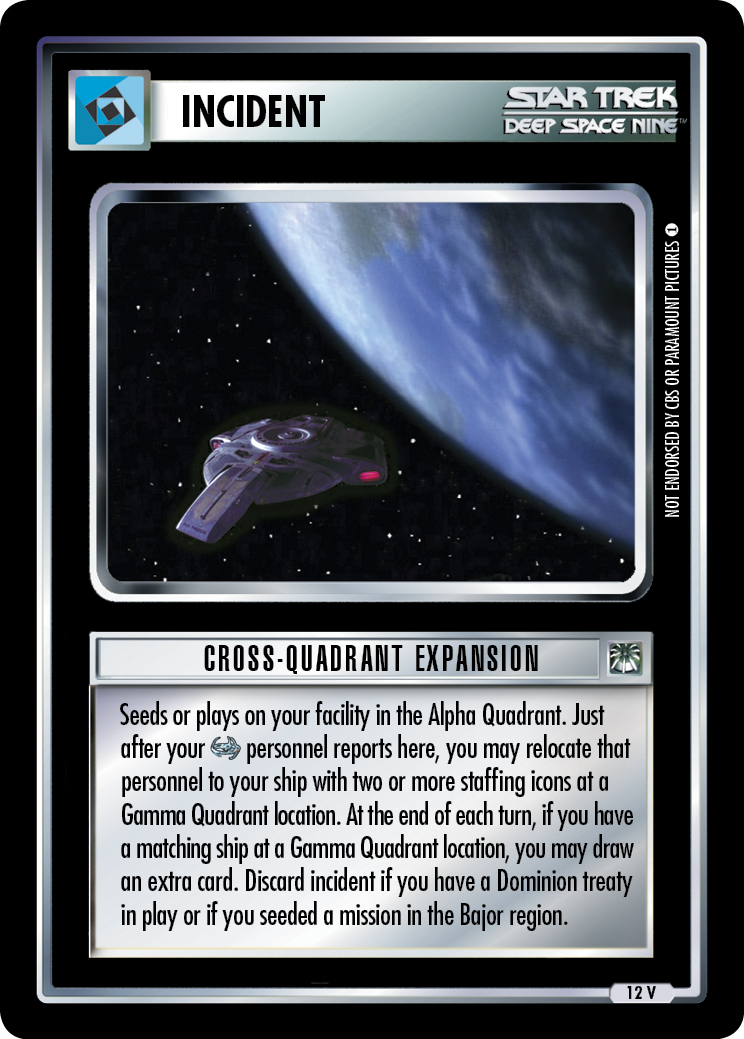 INCIDENT
STAR TREK
DEEP SPACE NINE™
NOT ENDORSED BY CBS OR PARAMOUNT PICTURES 1
CROSS-QUADRANT EXPANSION
Seeds or plays on your facility in the Alpha Quadrant. Just
after your personnel reports here, you may relocate that
personnel to your ship with two or more staffing icons at a
Gamma Quadrant location. At the end of each turn, if you have
a matching ship at a Gamma Quadrant location, you may draw
an extra card. Discard incident if you have a Dominion treaty
in play or if you seeded a mission in the Bajor region.
12 V